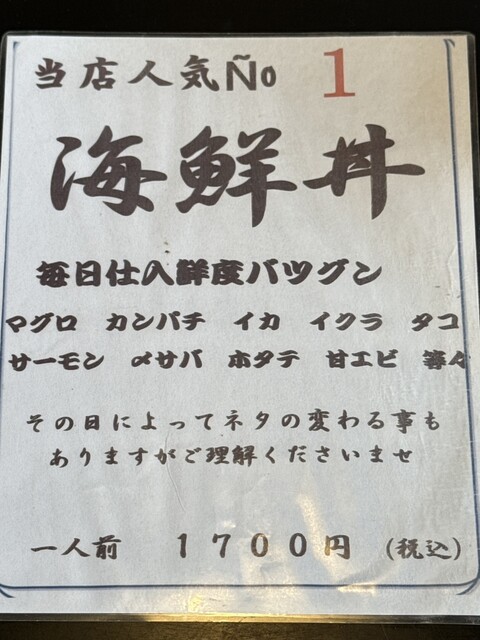 当店人気Ño 1
海鮮丼
毎日仕入鮮度バツグン
マグロ カンパチ イカ イクラ タコ
サーモン 〆サバ ホタテ 甘エビ 等々
その日によってネタの変わる事も
ありますがご理解くださいませ
一人前 1700円 (税込)